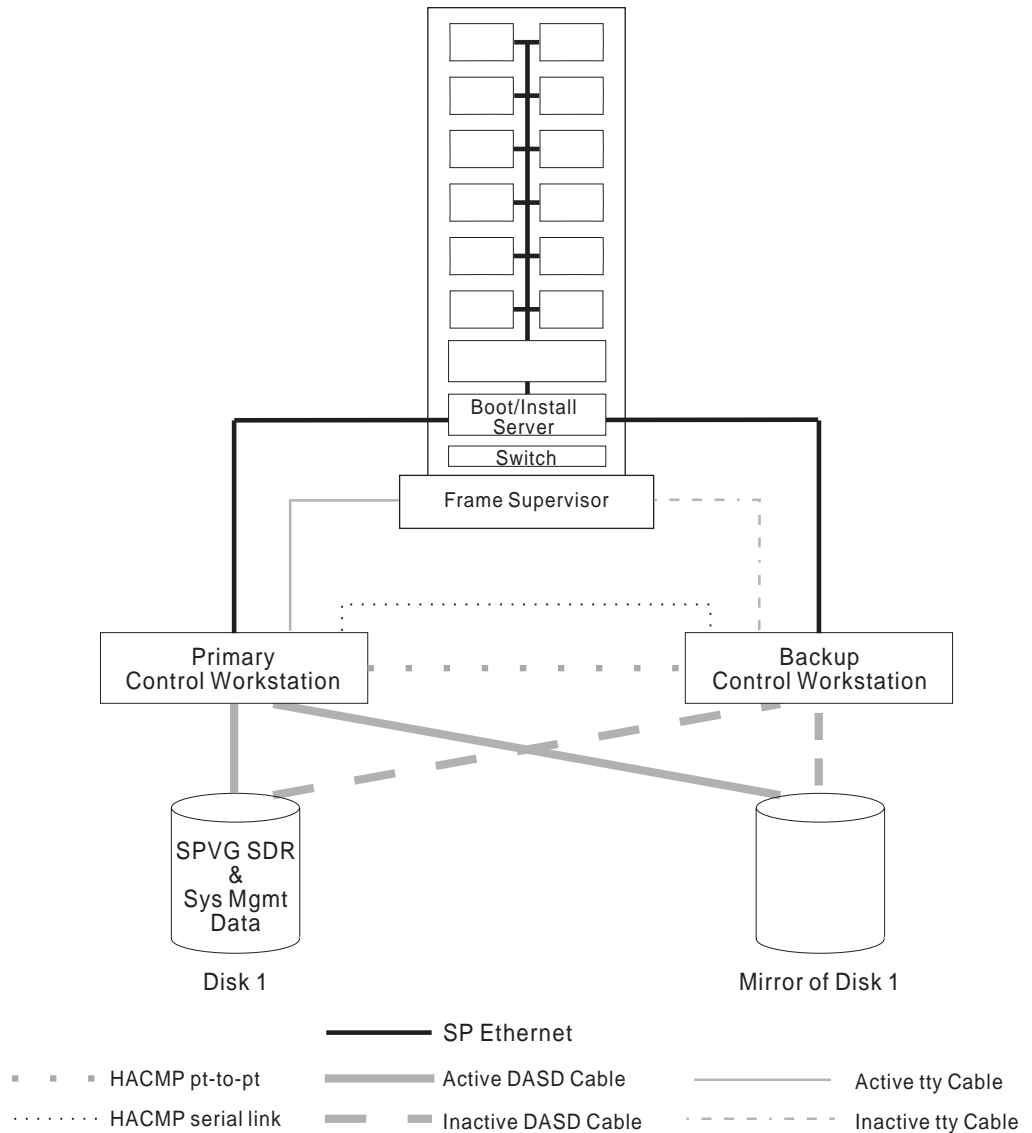 Boot/Install
Server
Switch
Frame Supervisor
Primary
Control Workstation
Backup
Control Workstation
SPVG SDR
&
Sys Mgmt
Data
Disk 1
Mirror of Disk 1
SP Ethernet
HACMP pt-to-pt
Active DASD Cable
Active tty Cable
HACMP serial link
Inactive DASD Cable
Inactive tty Cable